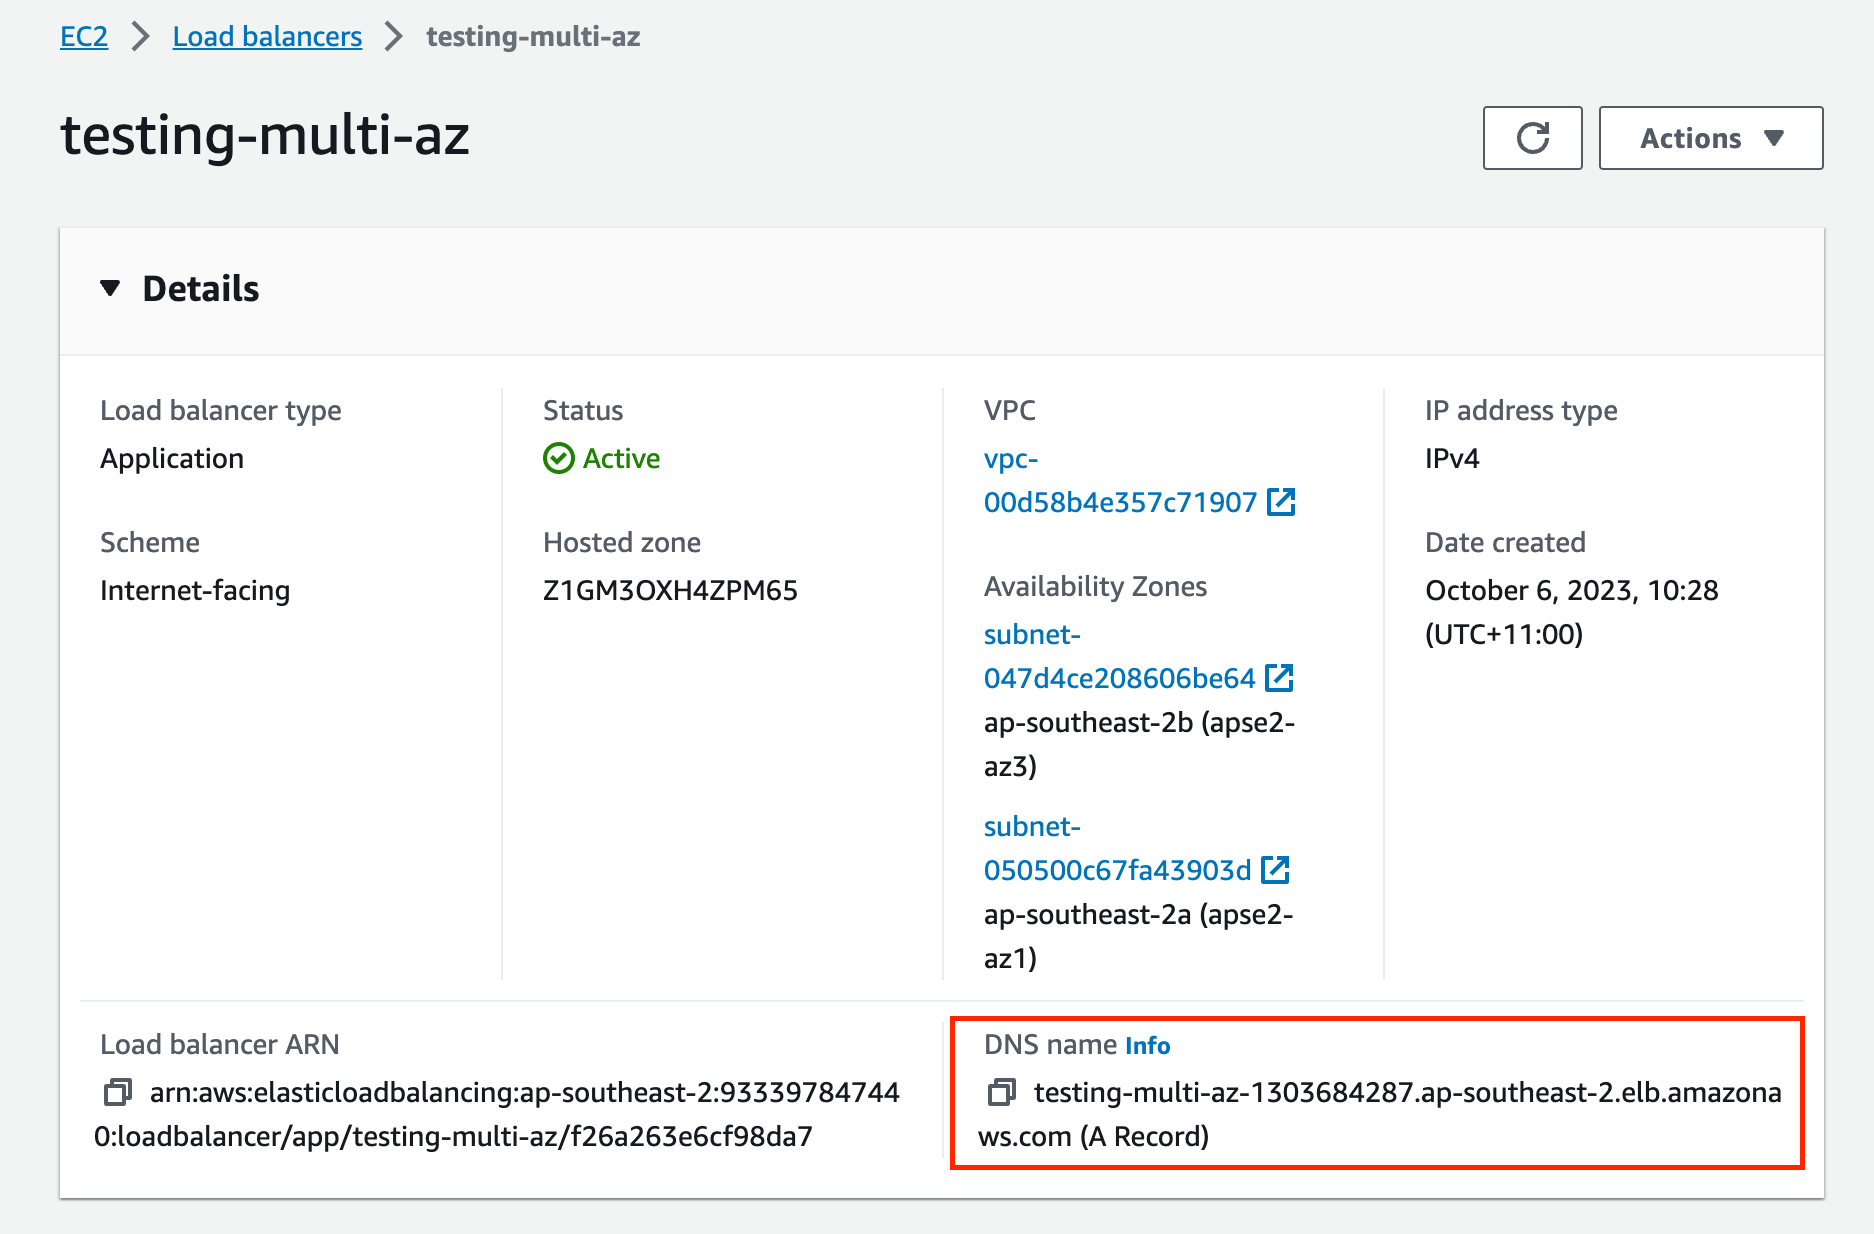 EC2 > Load balancers > testing-multi-az
testing-multi-az
Actions
Details
Load balancer type
Application
Scheme
Internet-facing
Status
Active
Hosted zone
Z1GM3OXH4ZPM65
VPC
vpc-
00d58b4e357c71907
Availability Zones
subnet-
047d4ce208606be64
ap-southeast-2b (apse2-
az3)
subnet-
050500c67fa43903d
ap-southeast-2a (apse2-
az1)
IP address type
IPv4
Date created
October 6, 2023, 10:28
(UTC+11:00)
Load balancer ARN
arn:aws:elasticloadbalancing:ap-southeast-2:93339784744
0:loadbalancer/app/testing-multi-az/f26a263e6cf98da7
DNS name Info
testing-multi-az-1303684287.ap-southeast-2.elb.amazona
ws.com (A Record)